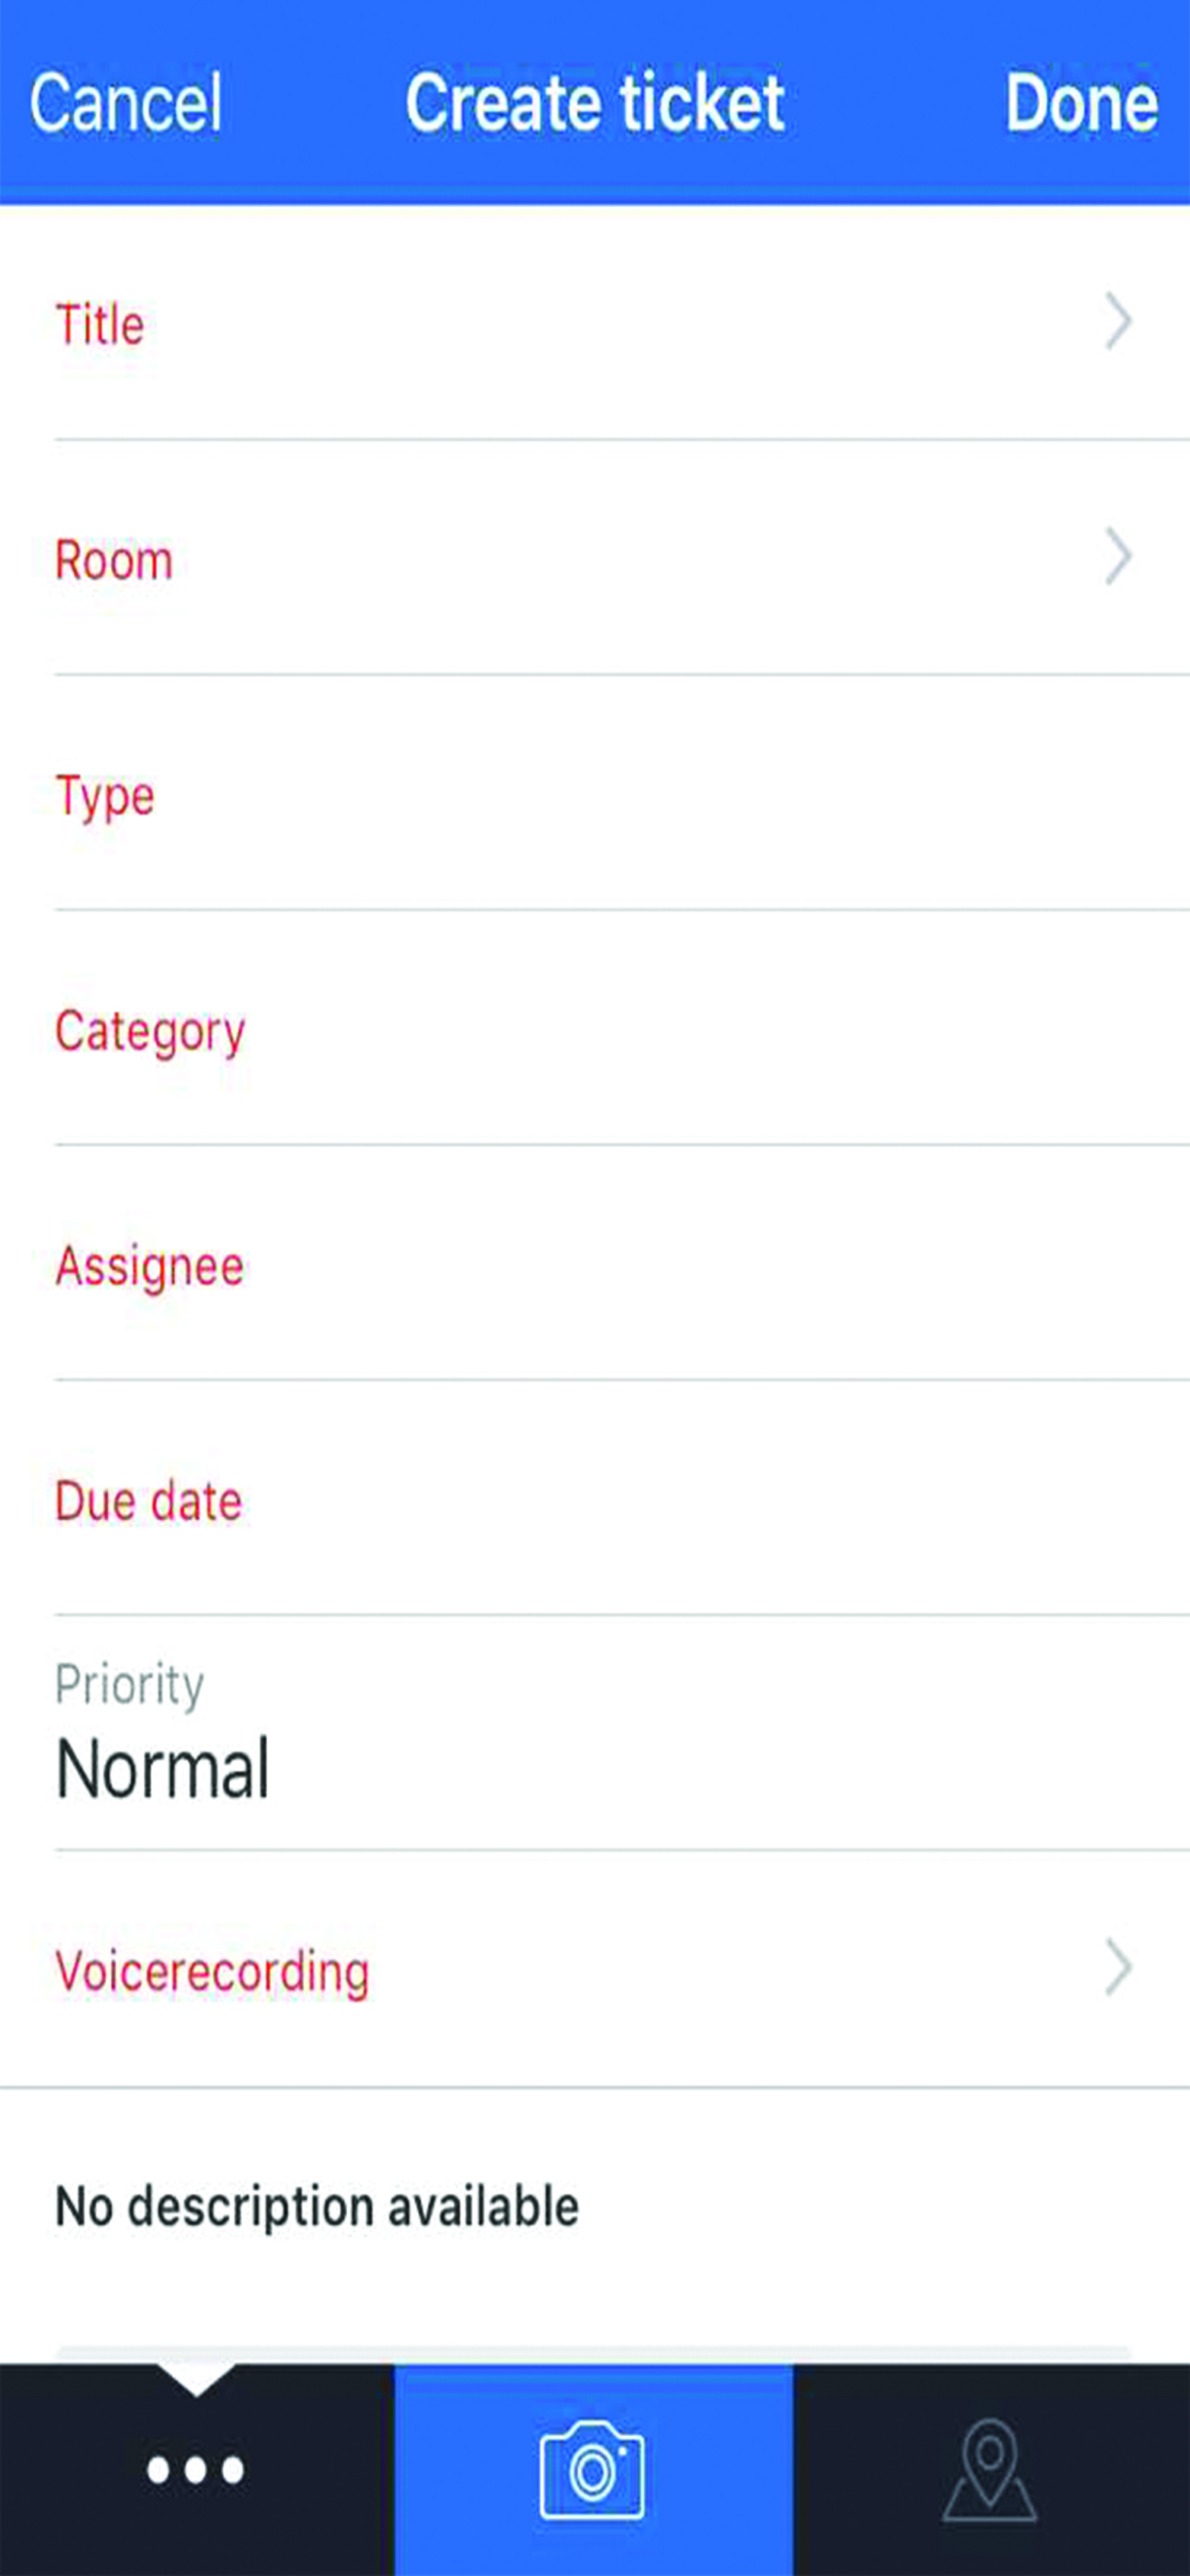 Cancel Create ticket Done
Title
Room
Type
Category
Assignee
Due date
Priority
Normal
Voicerecording
No description available